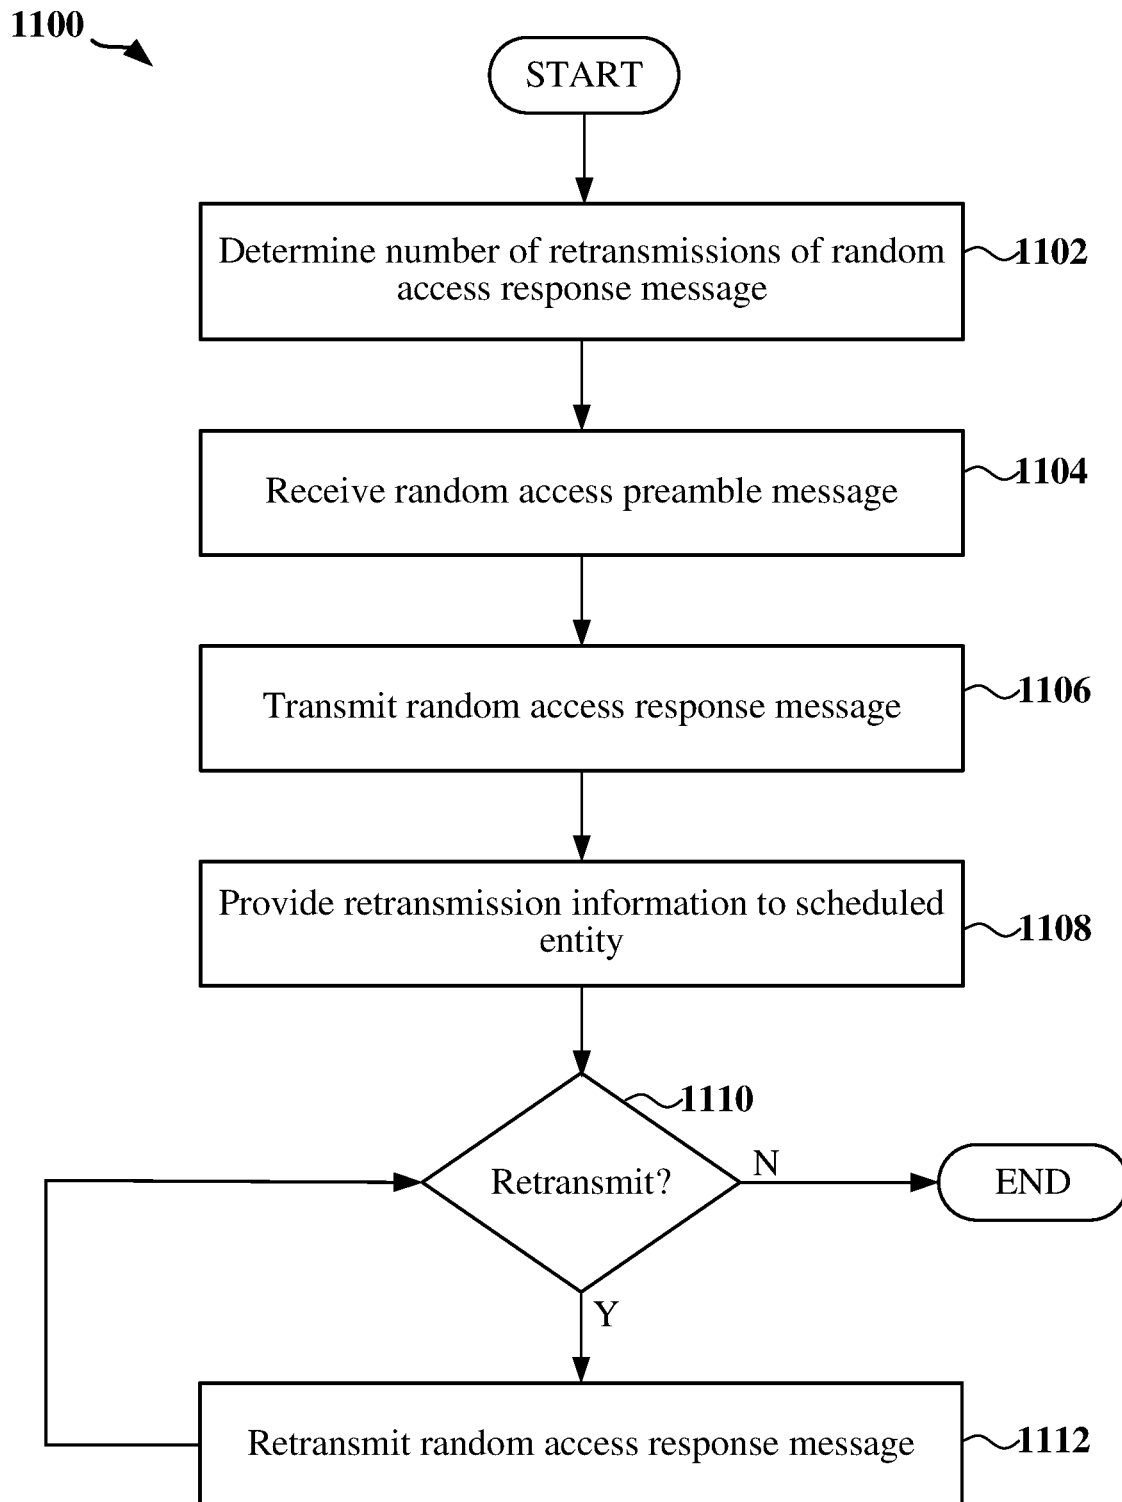 1100
START
Determine number of retransmissions of random
access response message
1102
Receive random access preamble message
1104
Transmit random access response message
1106
Provide retransmission information to scheduled
entity
1108
1110
Retransmit?
N
END
Y
Retransmit random access response message
1112